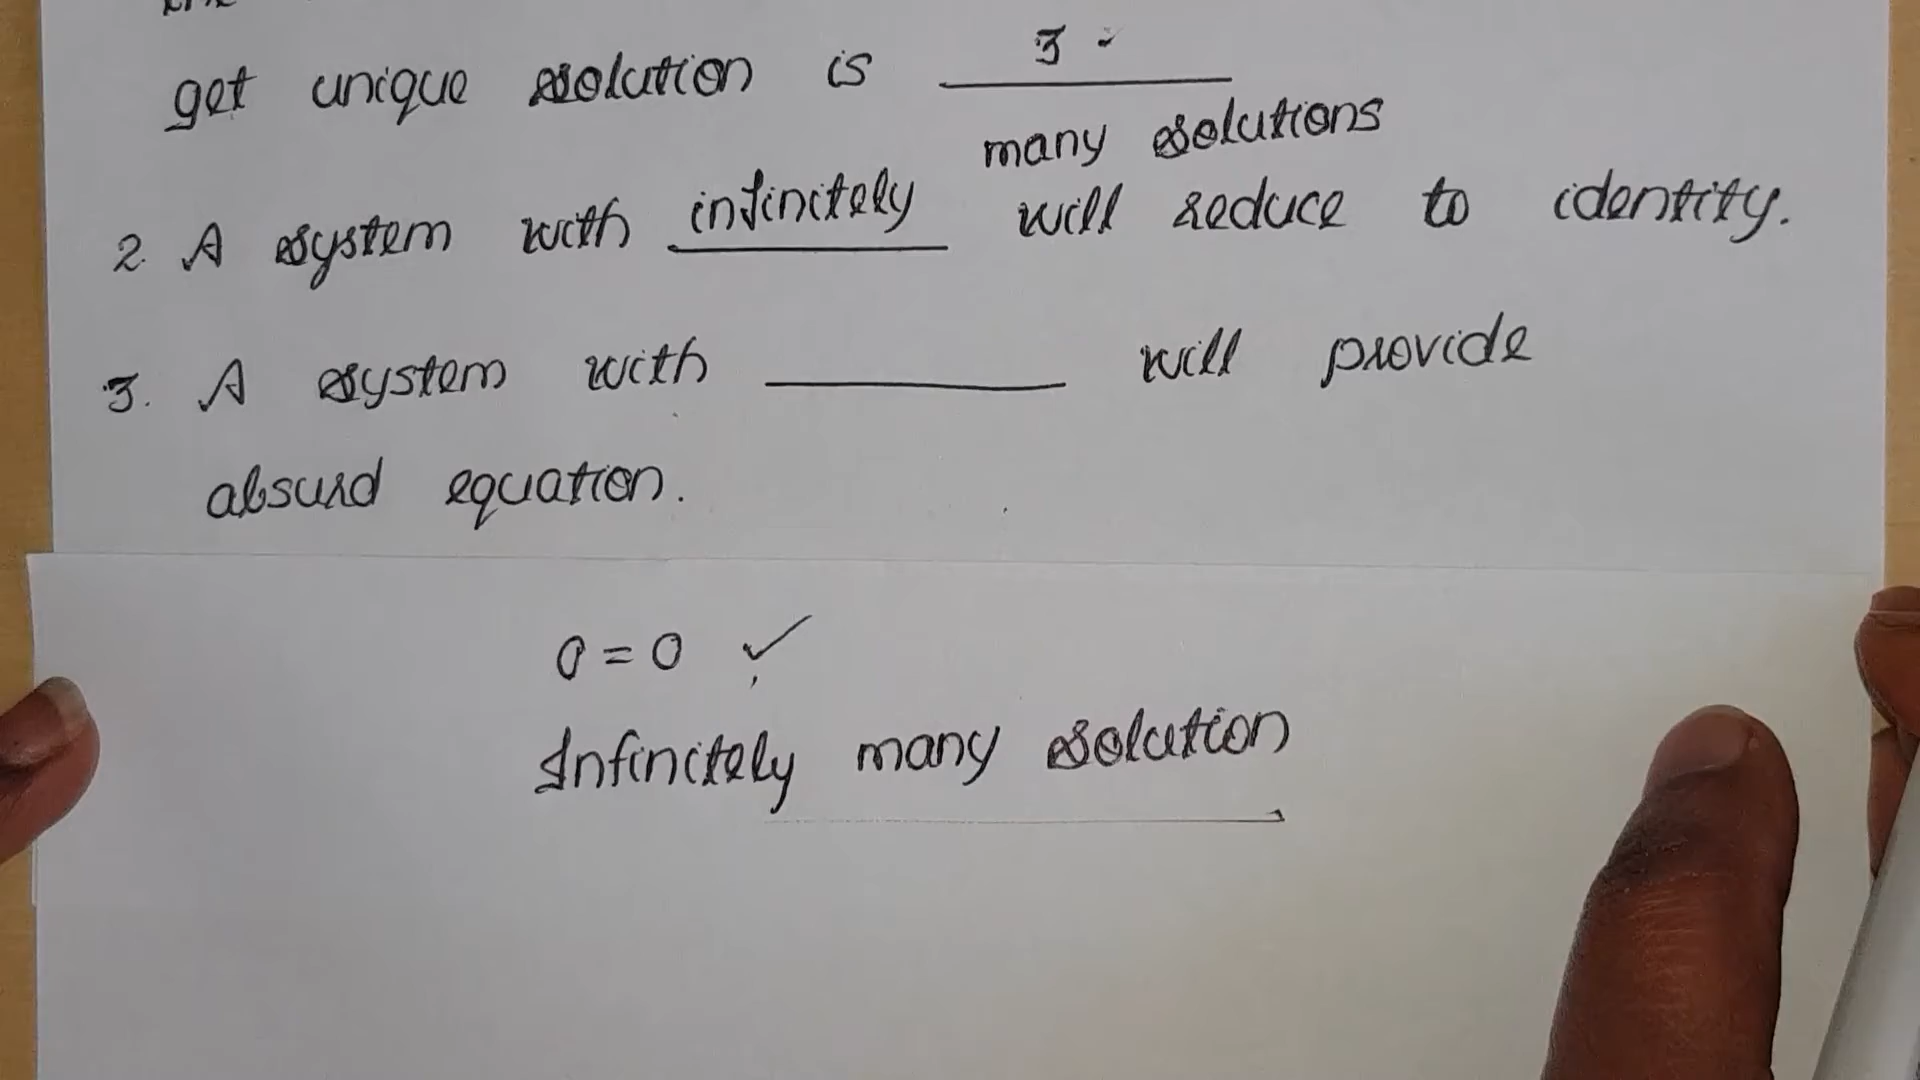 get unique solution is 3
many solutions
2. A system with infinitely will reduce to identity.
3. A system with will provide
absurd equation.
0 = 0 ✓
Infinitely many solution